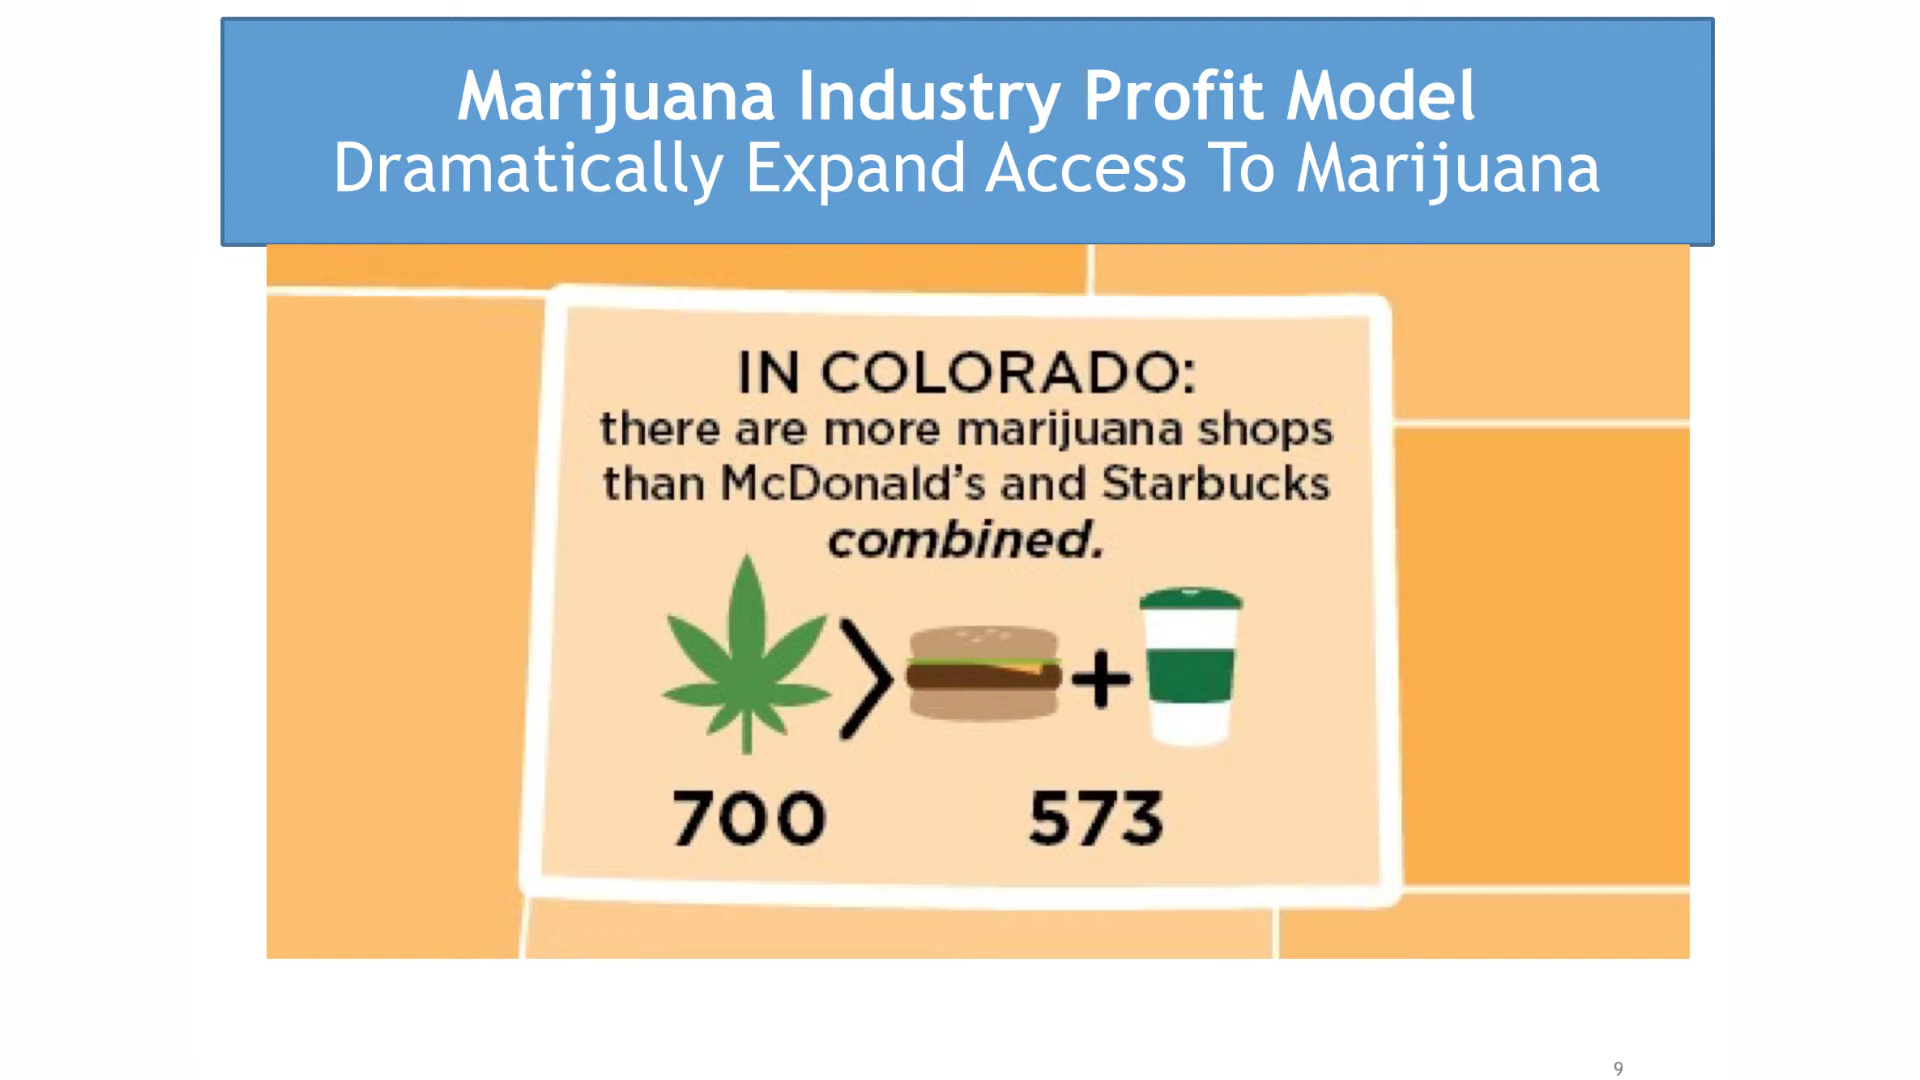 Marijuana Industry Profit Model
Dramatically Expand Access To Marijuana
IN COLORADO:
there are more marijuana shops
than McDonald's and Starbucks
combined.
> +
700 573
9